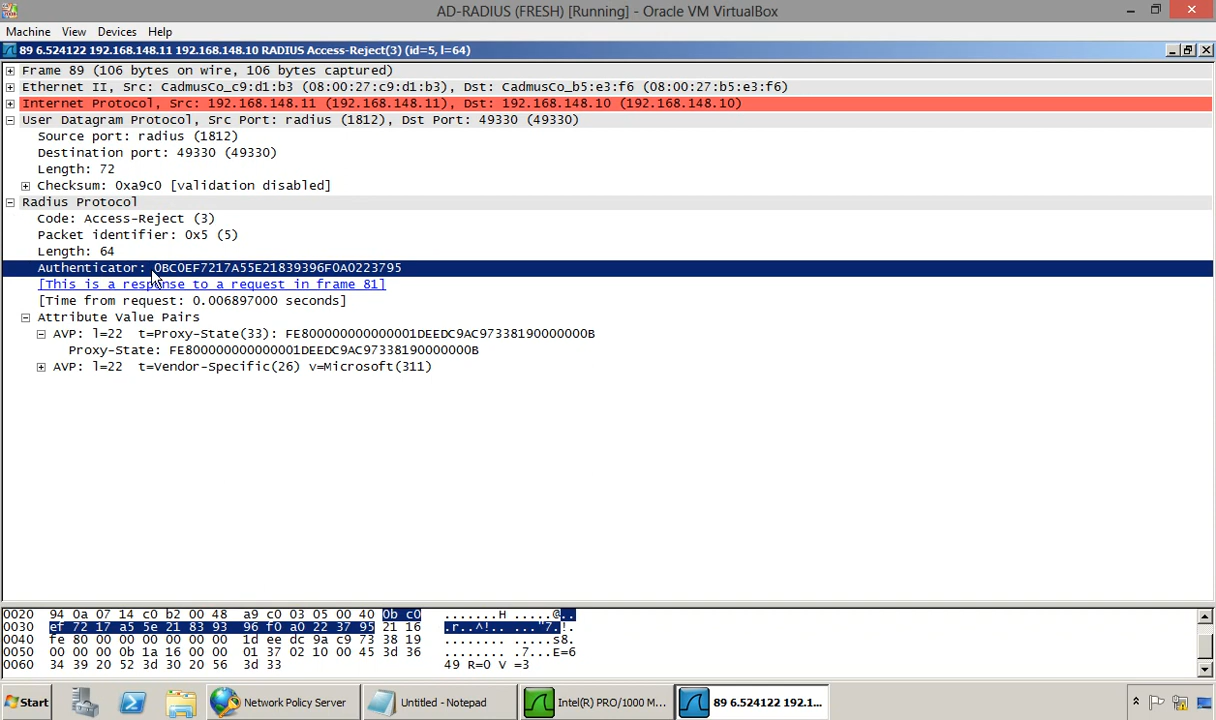 AD-RADIUS (FRESH) [Running] - Oracle VM VirtualBox
Machine View Devices Help
89 6.524122 192.168.148.11 192.168.148.10 RADIUS Access-Reject(3) (id=5, l=64)
Frame 89 (106 bytes on wire, 106 bytes captured)
Ethernet II, Src: CadmusCo_c9:d1:b3 (08:00:27:c9:d1:b3), Dst: CadmusCo_b5:e3:f6 (08:00:27:b5:e3:f6)
Internet Protocol, Src: 192.168.148.11 (192.168.148.11), Dst: 192.168.148.10 (192.168.148.10)
User Datagram Protocol, Src Port: radius (1812), Dst Port: 49330 (49330)
Source port: radius (1812)
Destination port: 49330 (49330)
Length: 72
Checksum: 0xa9c0 [validation disabled]
Radius Protocol
Code: Access-Reject (3)
Packet identifier: 0x5 (5)
Length: 64
Authenticator: 0BC0EF7217A55E21839396F0A0223795
[This is a response to a request in frame 81]
[Time from request: 0.006897000 seconds]
Attribute Value Pairs
AVP: l=22 t=Proxy-State(33): FE800000000000001DEEDC9AC97338190000000B
Proxy-State: FE800000000000001DEEDC9AC97338190000000B
AVP: l=22 t=Vendor-Specific(26) v=Microsoft(311)
0020 94 0a 07 14 c0 b2 00 48 a9 c0 03 05 00 40 0b c0 .......H .....@..
0030 ef 72 17 a5 5e 21 83 93 96 f0 a0 22 37 95 21 16 .r..^!.. ..."7.!.
0040 fe 80 00 00 00 00 00 00 1d ee dc 9a c9 73 38 19 ........ .....s8.
0050 00 00 00 0b 1a 16 00 00 01 37 02 10 00 45 3d 36 ........ .7...E=6
0060 34 39 20 52 3d 30 20 56 3d 33 49 R=0 V =3
Start Network Policy Server Untitled - Notepad Intel(R) PRO/1000 M... 89 6.524122 192.1...